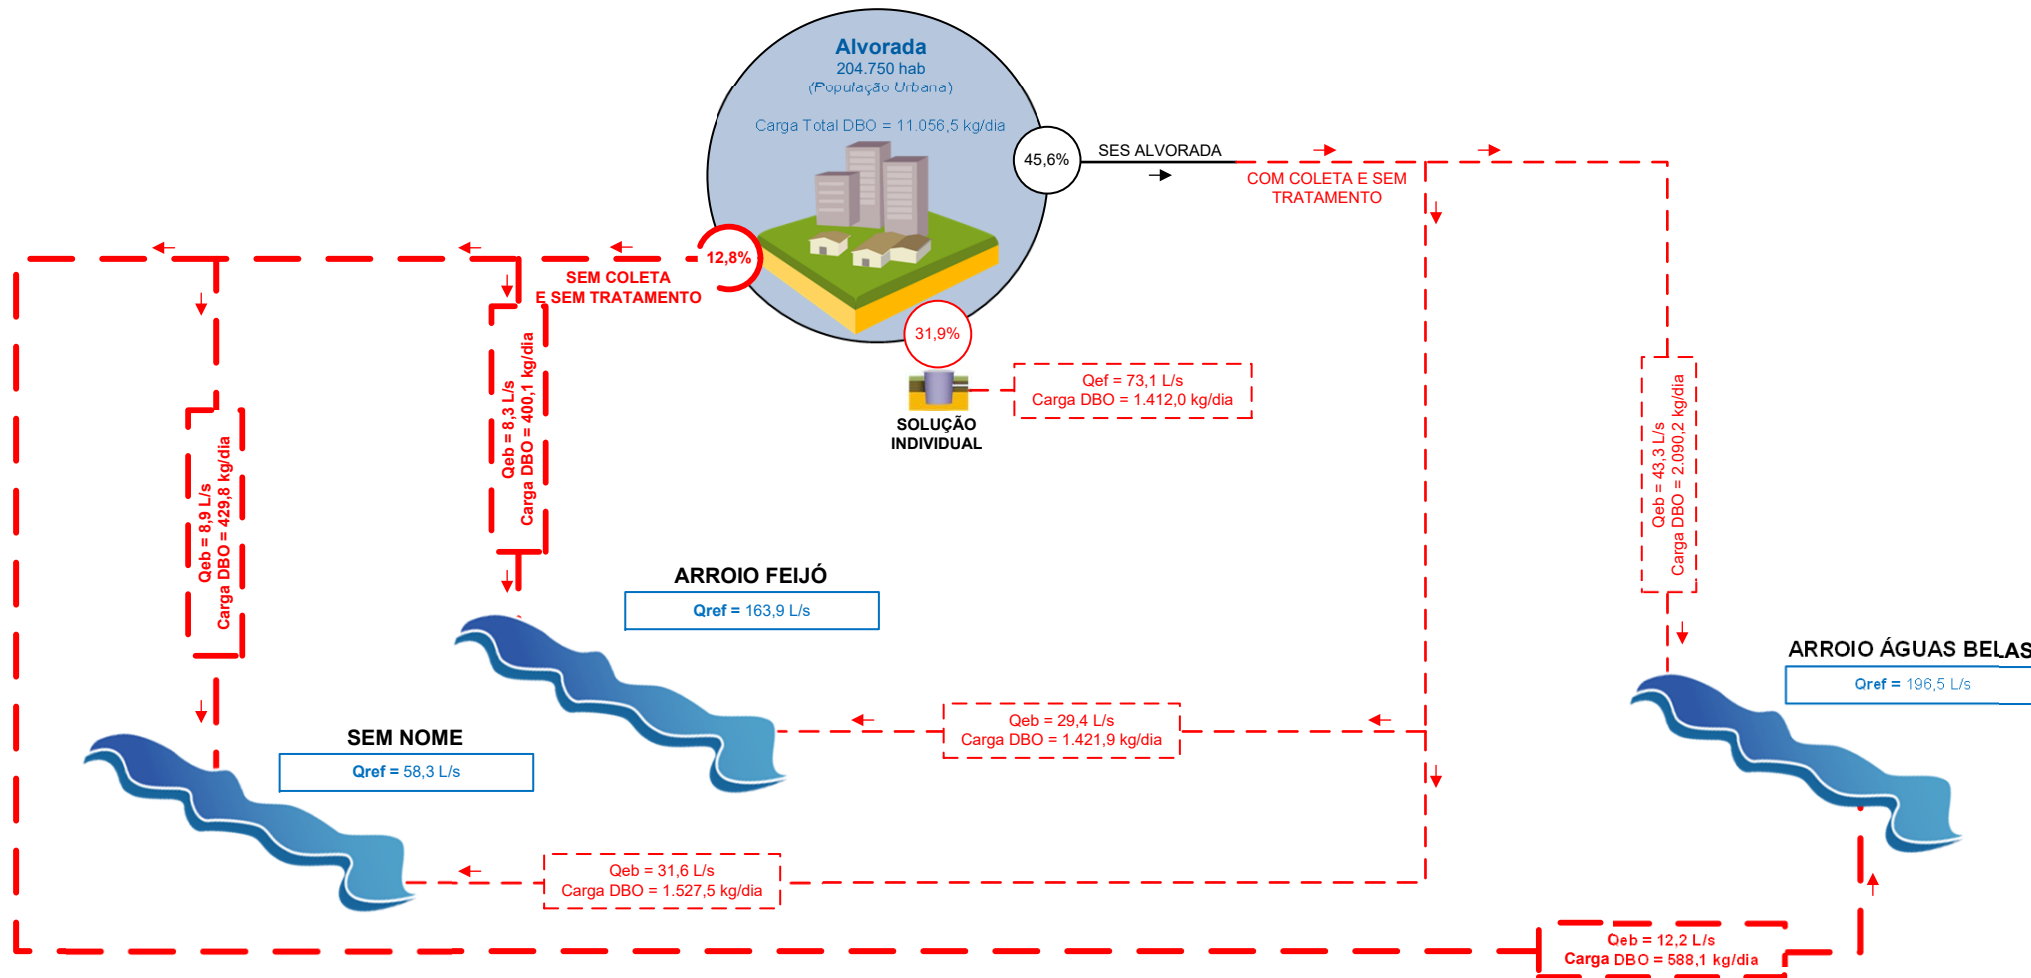 Alvorada
204.750 hab
(População Urbana)
Carga Total DBO = 11.056,5 kg/dia
45,6%
SES ALVORADA
COM COLETA E SEM
TRATAMENTO
12,8%
SEM COLETA
E SEM TRATAMENTO
31,9%
SOLUÇÃO
INDIVIDUAL
Qef = 73,1 L/s
Carga DBO = 1.412,0 kg/dia
Qeb = 8,9 L/s
Carga DBO = 429,8 kg/dia
Qeb = 8,3 L/s
Carga DBO = 400,1 kg/dia
Qeb = 43,3 L/s
Carga DBO = 2.090,2 kg/dia
ARROIO FEIJÓ
Qref = 163,9 L/s
ARROIO ÁGUAS BELAS
Qref = 196,5 L/s
SEM NOME
Qref = 58,3 L/s
Qeb = 29,4 L/s
Carga DBO = 1.421,9 kg/dia
Qeb = 31,6 L/s
Carga DBO = 1.527,5 kg/dia
Qeb = 12,2 L/s
Carga DBO = 588,1 kg/dia